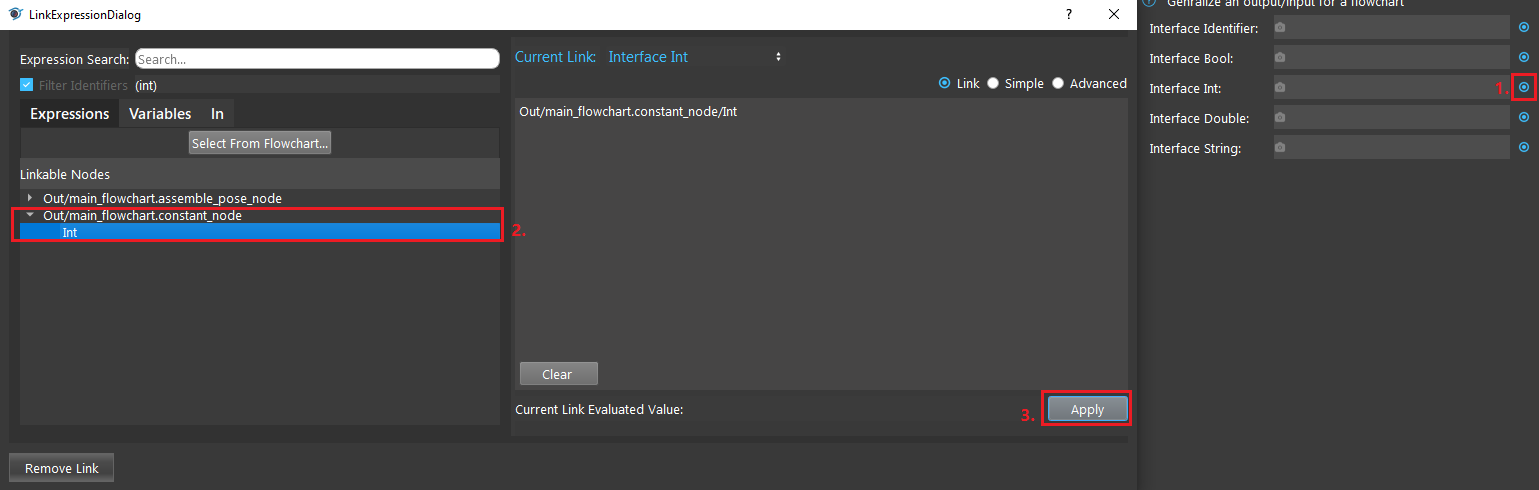 LinkExpressionDialog
?
Expression Search:
Search...
Filter Identifiers
(int)
Expressions
Variables
In
Select From Flowchart...
Linkable Nodes
Out/main_flowchart.assemble_pose_node
Out/main_flowchart.constant_node
Int
2.
Remove Link
Current Link:
Interface Int
Link
Simple
Advanced
Out/main_flowchart.constant_node/Int
Clear
Current Link Evaluated Value:
3.
Apply
Genralize an output/input for a flowchart
Interface Identifier:
Interface Bool:
Interface Int:
1.
Interface Double:
Interface String: